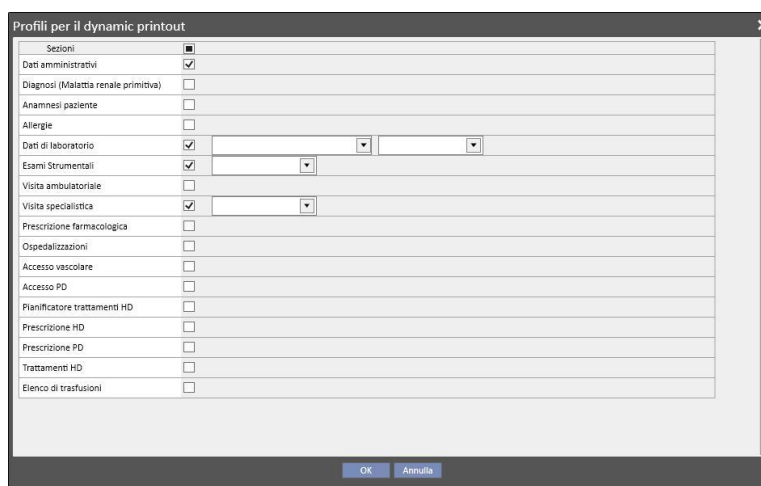 Profili per il dynamic printout
Sezioni
Dati amministrativi
Diagnosi (Malattia renale primitiva)
Anamnesi paziente
Allergie
Dati di laboratorio
Esami Strumentali
Visita ambulatoriale
Visita specialistica
Prescrizione farmacologica
Ospedalizzazioni
Accesso vascolare
Accesso PD
Pianificatore trattamenti HD
Prescrizione HD
Prescrizione PD
Trattamenti HD
Elenco di trasfusioni
OK Annulla